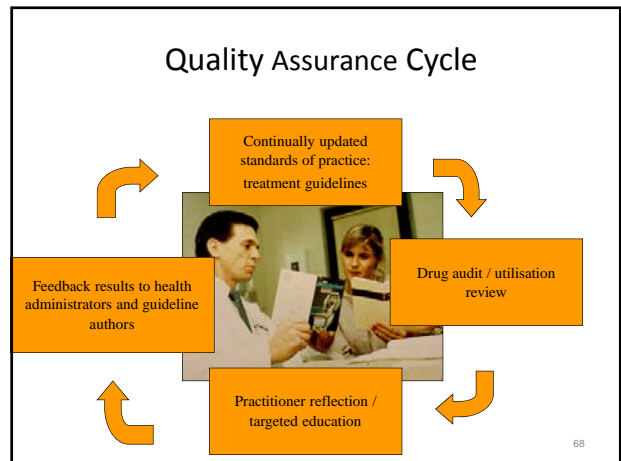 Quality Assurance Cycle
Continually updated
standards of practice:
treatment guidelines
Drug audit / utilisation
review
Practitioner reflection /
targeted education
Feedback results to health
administrators and guideline
authors
68